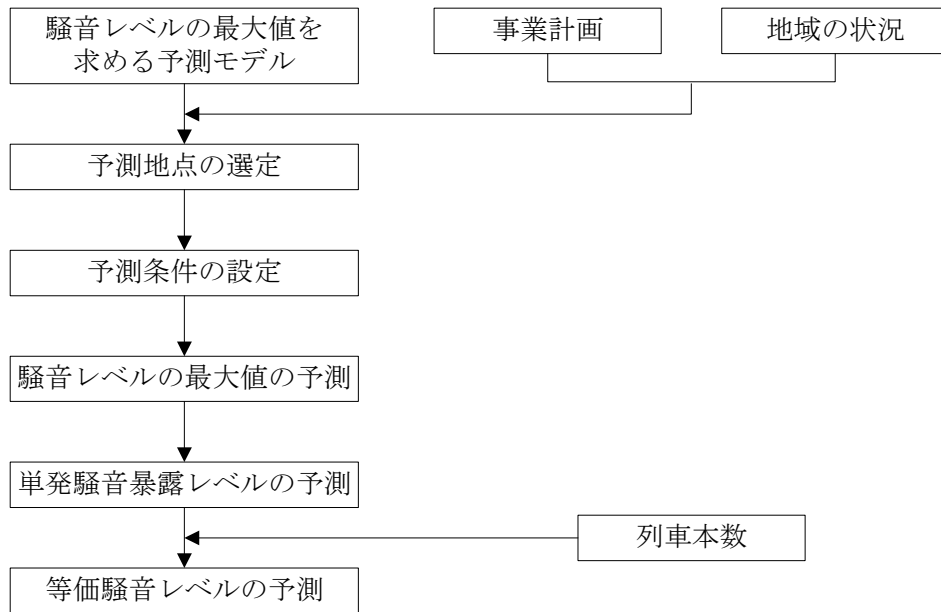 騒音レベルの最大値を
求める予測モデル
事業計画
地域の状況
予測地点の選定
予測条件の設定
騒音レベルの最大値の予測
単発騒音暴露レベルの予測
列車本数
等価騒音レベルの予測